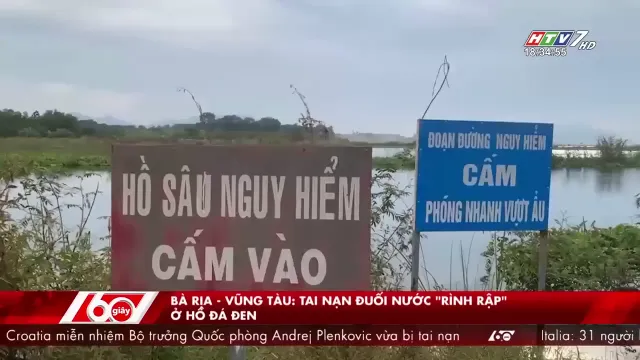 HTV7 HD
18:34:55
HỒ SÂU NGUY HIỂM
CẤM VÀO
ĐOẠN ĐƯỜNG NGUY HIỂM
CẤM
PHÓNG NHANH VƯỢT ẨU
60 giây
BÀ RỊA - VŨNG TÀU: TAI NẠN ĐUỐI NƯỚC "RÌNH RẬP"
Ở HỒ ĐÁ ĐEN
Croatia miễn nhiệm Bộ trưởng Quốc phòng Andrej Plenkovic vừa bị tai nạn 60 Italia: 31 người